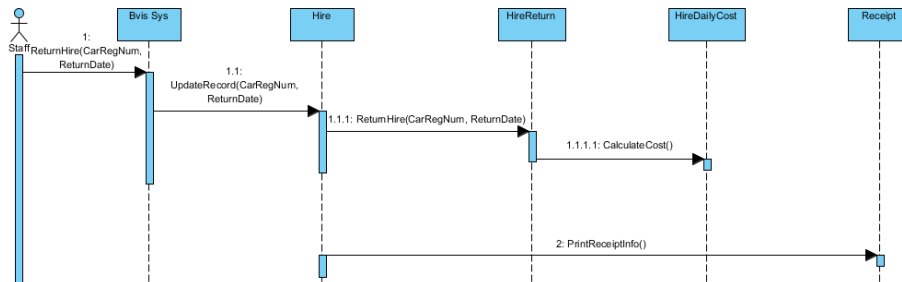 Bvis Sys
Hire
HireReturn
HireDailyCost
Receipt
Staff
1:
ReturnHire(CarRegNum,
ReturnDate)
1.1:
UpdateRecord(CarRegNum,
ReturnDate)
1.1.1: ReturnHire(CarRegNum, ReturnDate)
1.1.1.1: CalculateCost()
2: PrintReceiptInfo()